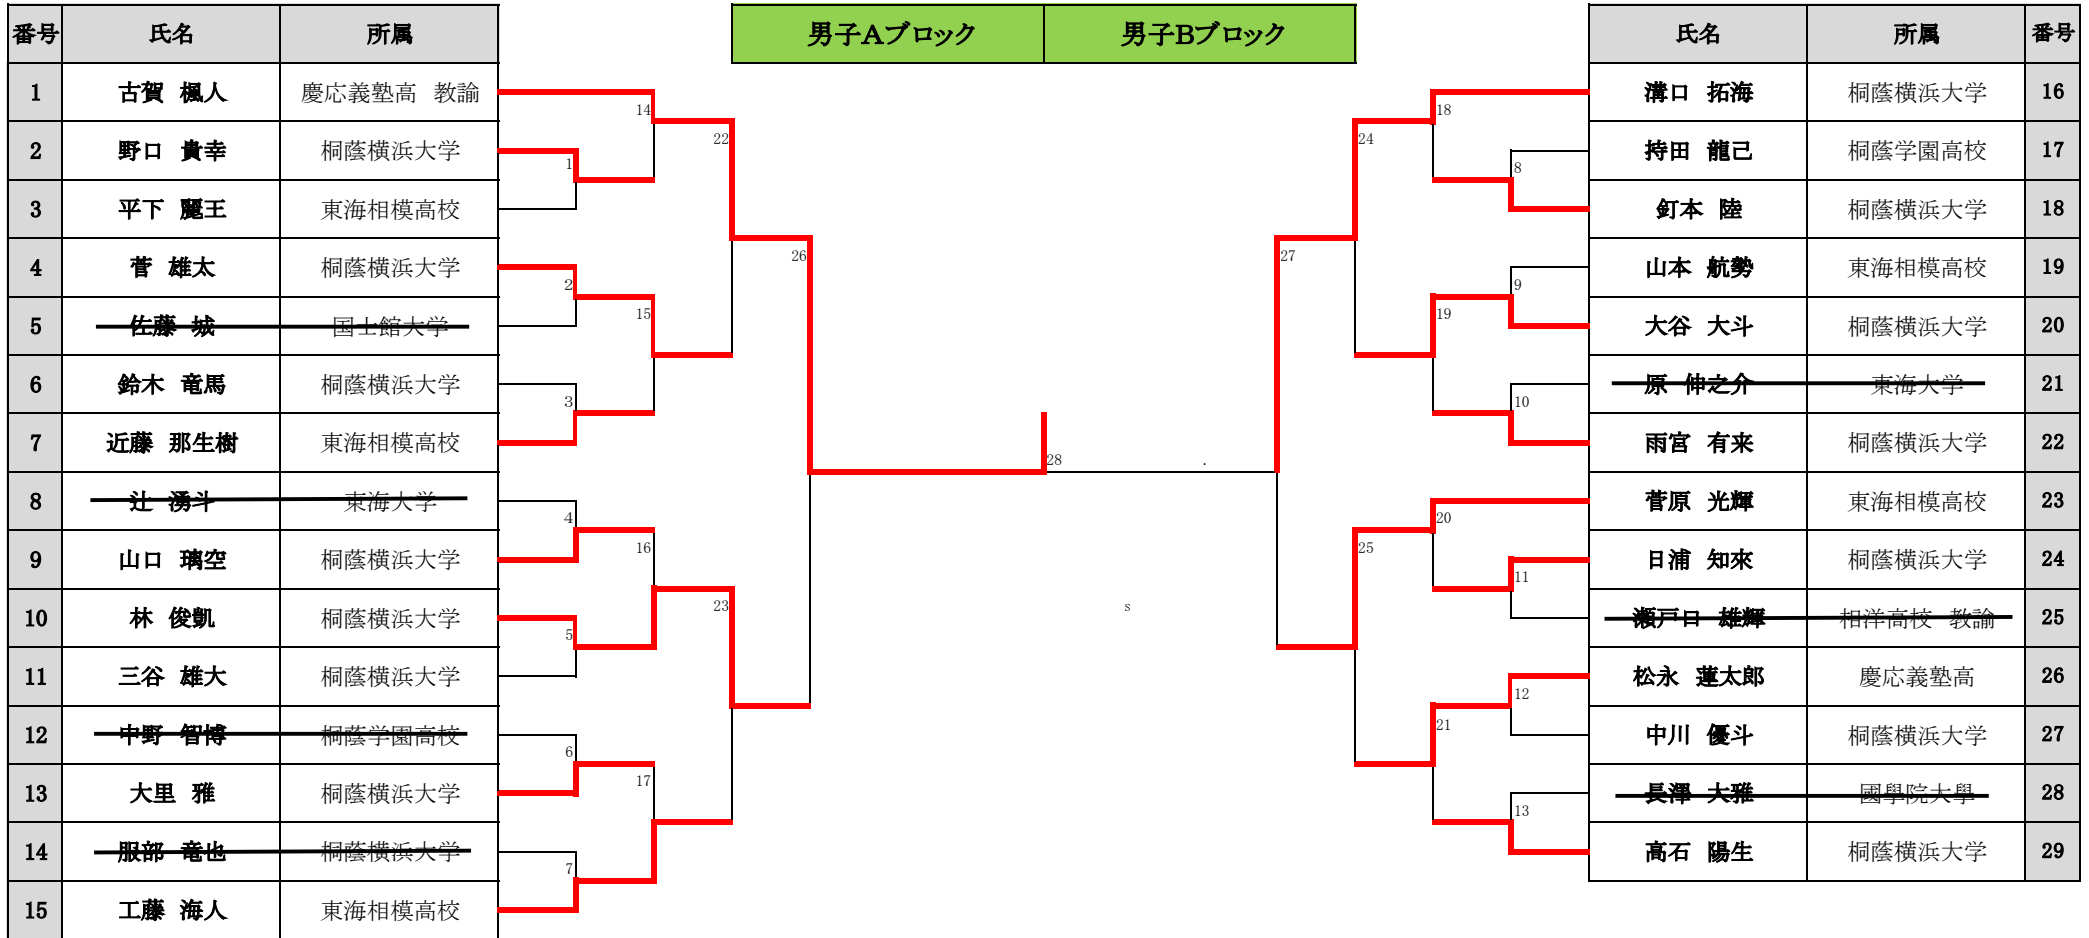 番号 氏名 所属 男子Aブロック 男子Bブロック 氏名 所属 番号
1 古賀 楓人 慶応義塾高 教諭 溝口 拓海 桐蔭横浜大学 16
14 18
2 野口 貴幸 桐蔭横浜大学 持田 龍己 桐蔭学園高校 17
22 24
1 8
3 平下 麗王 東海相模高校 釘本 陸 桐蔭横浜大学 18
4 菅 雄太 桐蔭横浜大学 山本 航勢 東海相模高校 19
26 27
2 9
5 佐藤 城 国士館大学 大谷 大斗 桐蔭横浜大学 20
15 19
6 鈴木 竜馬 桐蔭横浜大学 原 仲之介 東海大学 21
3 10
7 近藤 那生樹 東海相模高校 雨宮 有来 桐蔭横浜大学 22
28 .
8 辻 湧斗 東海大学 菅原 光輝 東海相模高校 23
4 20
16 25
9 山口 璃空 桐蔭横浜大学 日浦 知來 桐蔭横浜大学 24
11
23 s
10 林 俊凱 桐蔭横浜大学 瀬戸口 雄輝 相洋高校 教諭 25
5
11 三谷 雄大 桐蔭横浜大学 松永 蓮太郎 慶応義塾高 26
12
12 中野 智博 桐蔭学園高校 中川 優斗 桐蔭横浜大学 27
21
6
17
13 大里 雅 桐蔭横浜大学 長澤 大雅 國學院大學 28
13
14 服部 竜也 桐蔭横浜大学 高石 陽生 桐蔭横浜大学 29
7
15 工藤 海人 東海相模高校